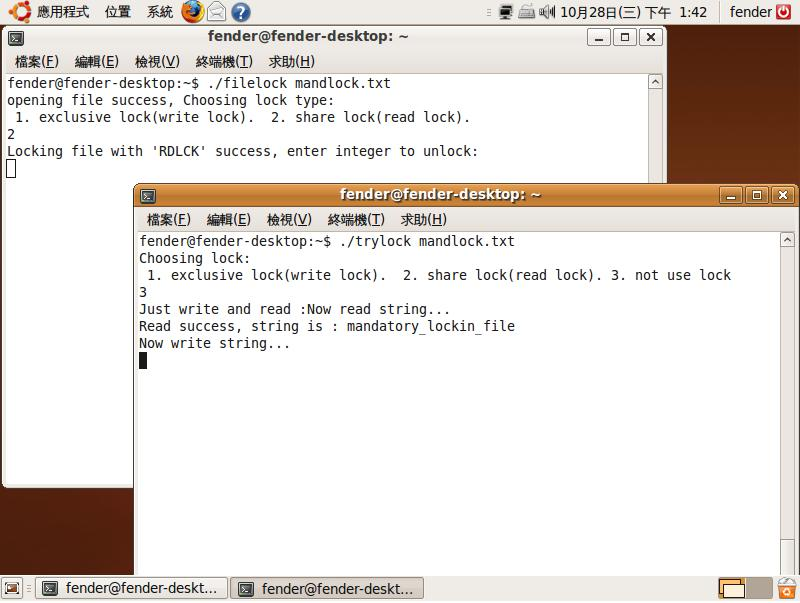 應用程式 位置 系統 10月28日(三) 下午 1:42 fender
fender@fender-desktop: ~
檔案(F) 編輯(E) 檢視(V) 終端機(T) 求助(H)
fender@fender-desktop:~$ ./filelock mandlock.txt
opening file success, Choosing lock type:
1. exclusive lock(write lock).  2. share lock(read lock).
2
Locking file with 'RDLCK' success, enter integer to unlock:
fender@fender-desktop: ~
檔案(F) 編輯(E) 檢視(V) 終端機(T) 求助(H)
fender@fender-desktop:~$ ./trylock mandlock.txt
Choosing lock:
1. exclusive lock(write lock).  2. share lock(read lock). 3. not use lock
3
Just write and read :Now read string...
Read success, string is : mandatory_lockin_file
Now write string...
fender@fender-deskt... fender@fender-deskt...